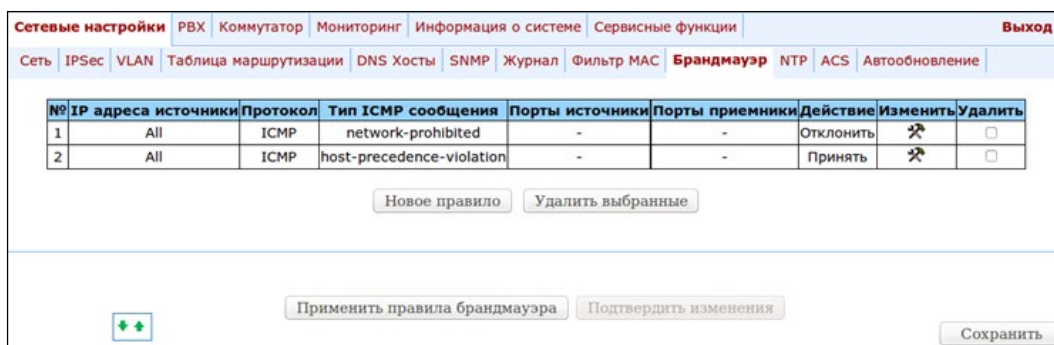 Сетевые настройки PBX Коммутатор Мониторинг Информация о системе Сервисные функции Выход
Сеть IPSec VLAN Таблица маршрутизации DNS Хосты SNMP Журнал Фильтр MAC Брандмауэр NTP ACS Автообновление
№ IP адреса источники Протокол Тип ICMP сообщения Порты источники Порты приемники Действие Изменить Удалить
1 All ICMP network-prohibited - - Отклонить
2 All ICMP host-precedence-violation - - Принять
Новое правило Удалить выбранные
Применить правила брандмауэра Подтвердить изменения
Сохранить